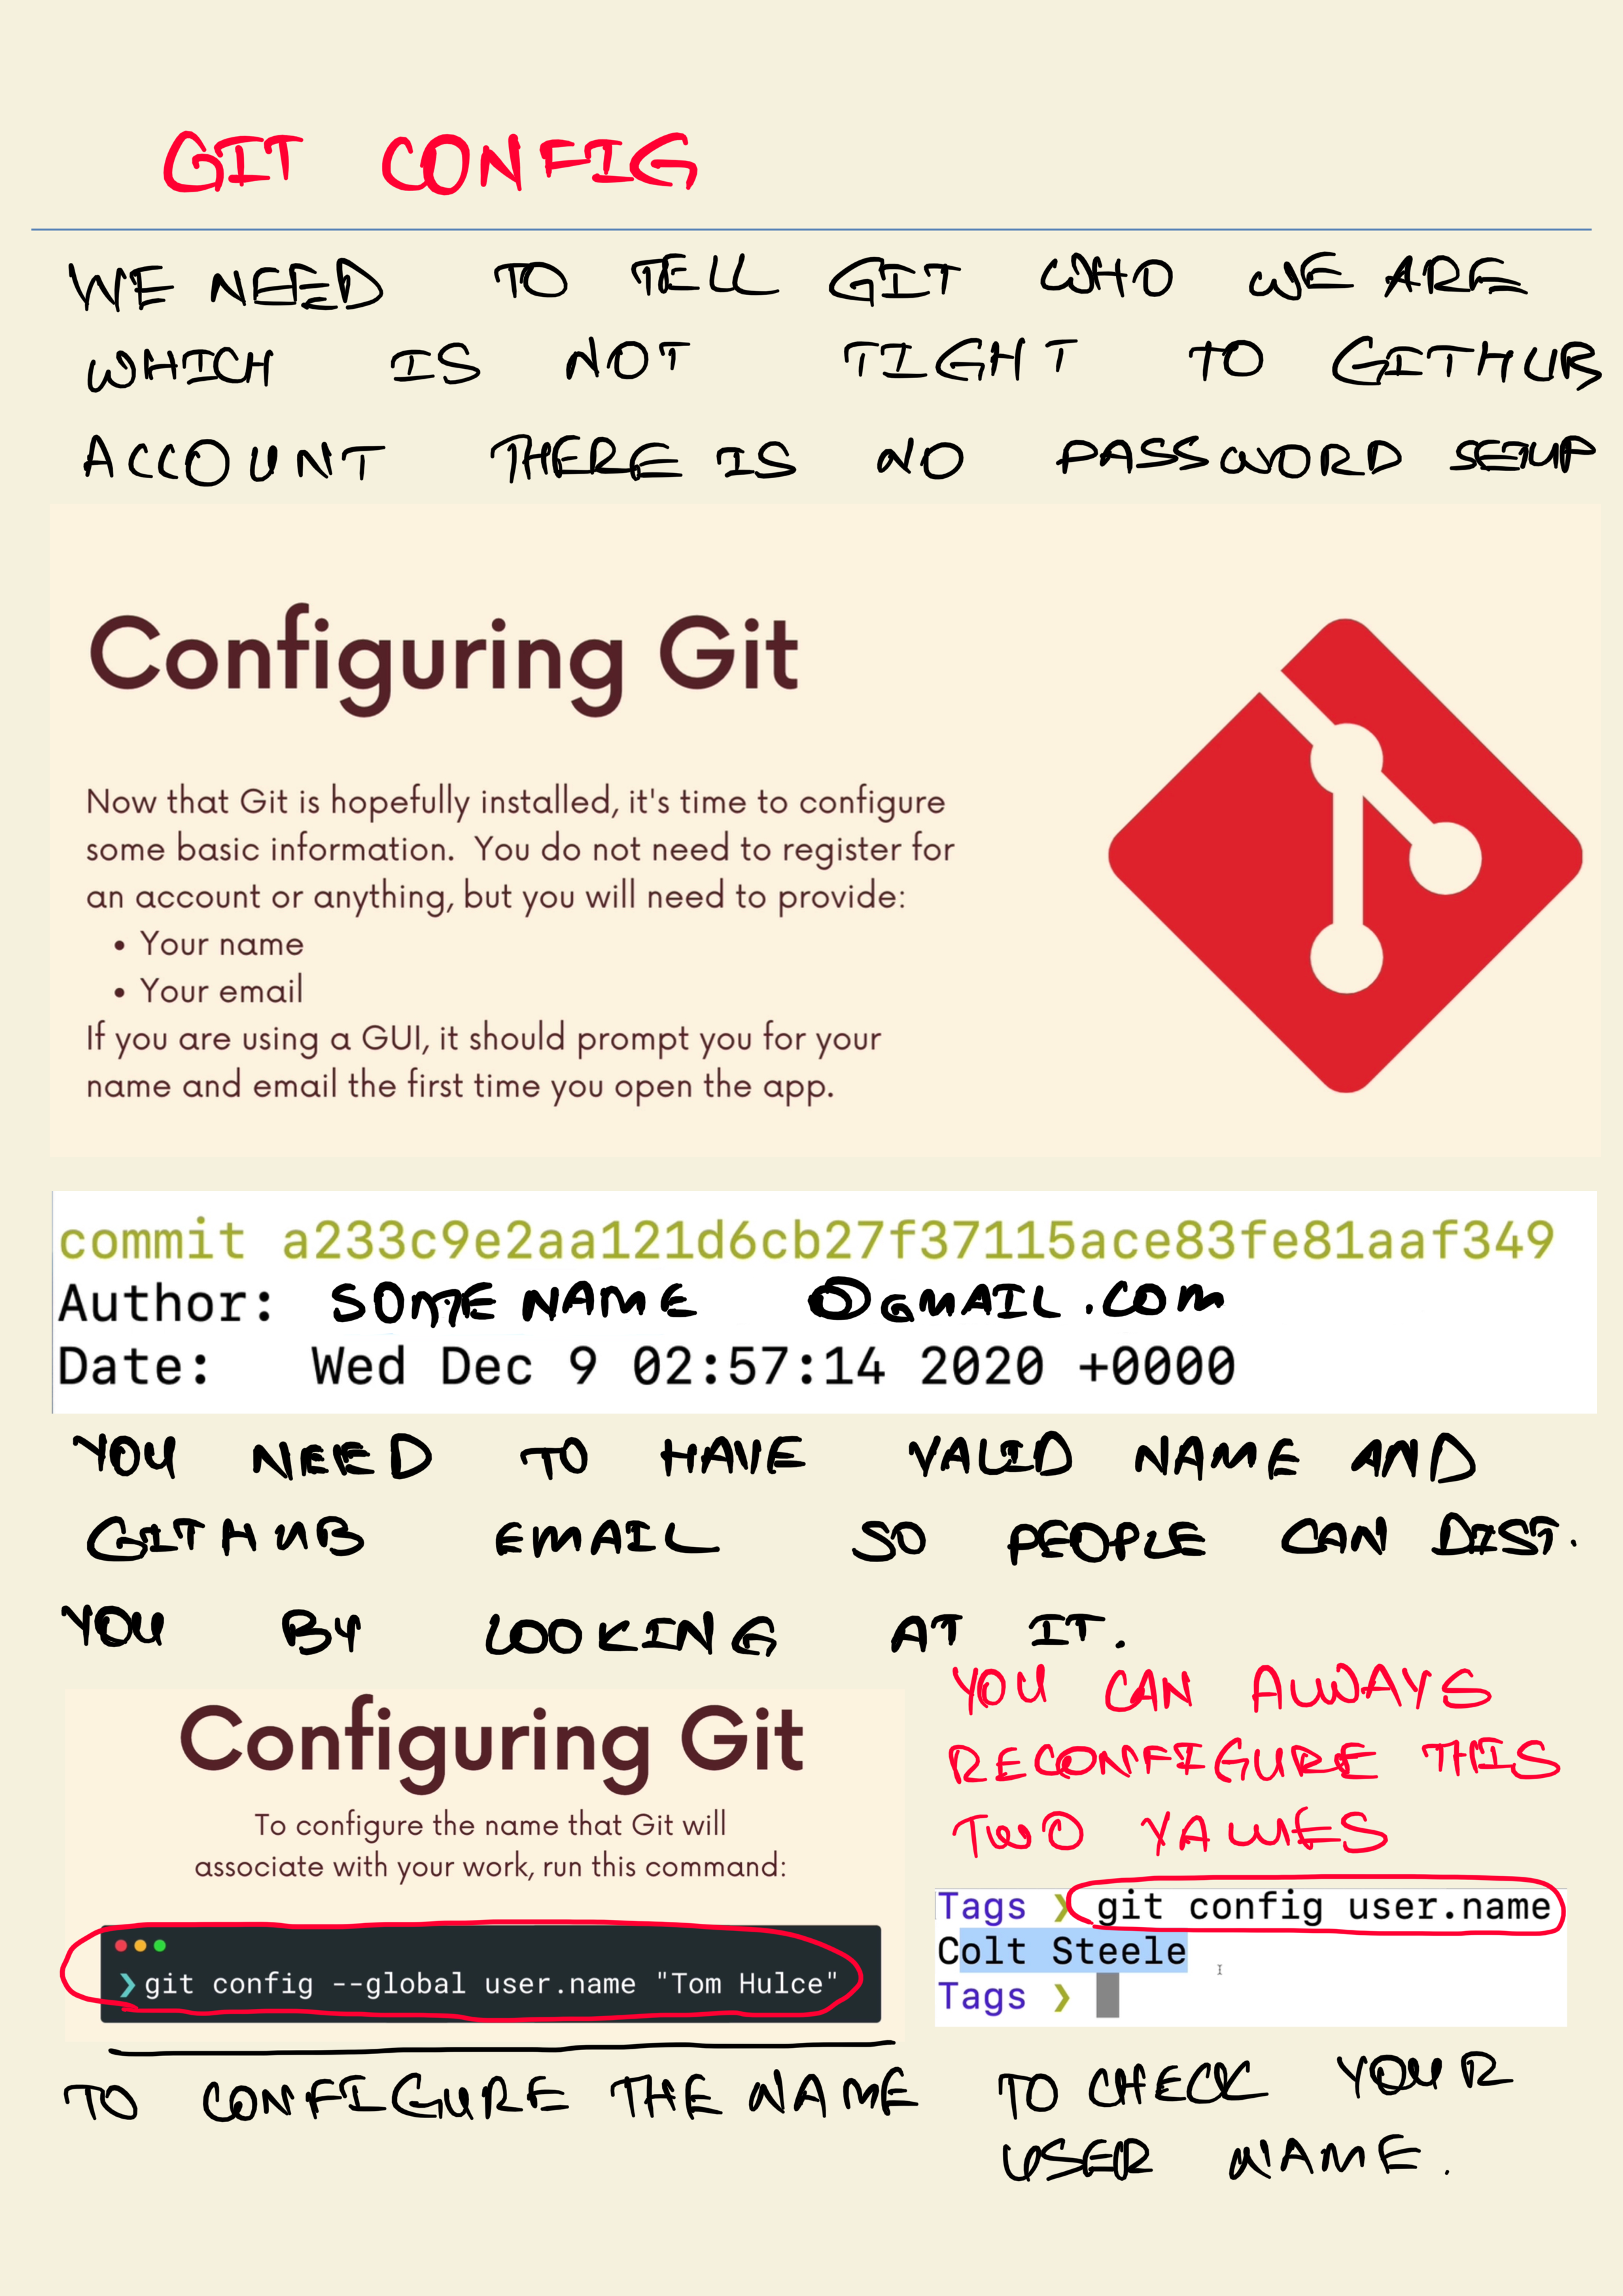 GIT CONFIG
WE NEED TO TELL GIT WHO WE ARE
WHICH IS NOT TIGHT TO GITHUB
ACCOUNT THERE IS NO PASSWORD SETUP
Configuring Git
Now that Git is hopefully installed, it's time to configure
some basic information. You do not need to register for
an account or anything, but you will need to provide:
• Your name
• Your email
If you are using a GUI, it should prompt you for your
name and email the first time you open the app.
commit a233c9e2aa121d6cb27f37115ace83fe81aaf349
Author: SOME NAME @GMAIL.COM
Date: Wed Dec 9 02:57:14 2020 +0000
YOU NEED TO HAVE VALID NAME AND
GITHUB EMAIL SO PEOPLE CAN DIST.
YOU BY LOOKING AT IT.
Configuring Git
To configure the name that Git will
associate with your work, run this command:
❯ git config --global user.name "Tom Hulce"
TO CONFIGURE THE NAME
YOU CAN ALWAYS
RECONFIGURE THIS
TWO VALUES
Tags ❯ git config user.name
Colt Steele
Tags ❯
TO CHECK YOUR
USER NAME.